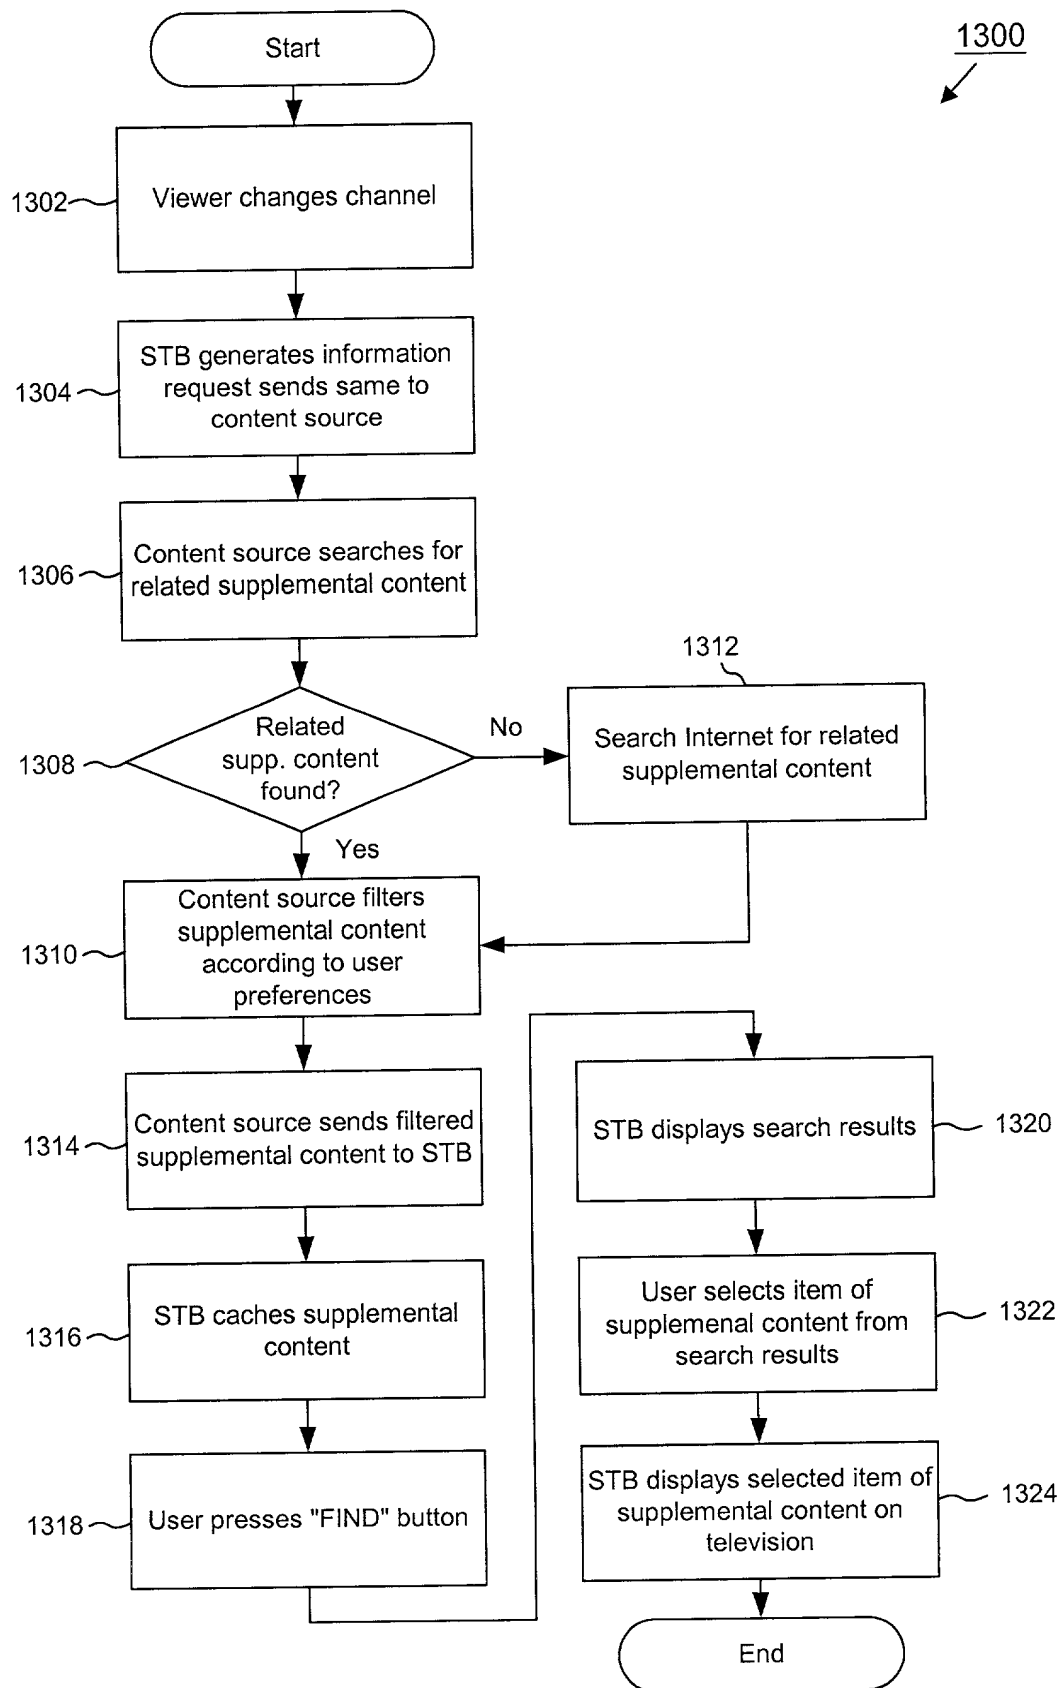 Start
1300
1302
Viewer changes channel
1304
STB generates information
request sends same to
content source
1306
Content source searches for
related supplemental content
1308
Related
supp. content
found?
No
1312
Search Internet for related
supplemental content
Yes
1310
Content source filters
supplemental content
according to user
preferences
1314
Content source sends filtered
supplemental content to STB
1316
STB caches supplemental
content
1318
User presses "FIND" button
STB displays search results
1320
User selects item of
supplemenal content from
search results
1322
STB displays selected item of
supplemental content on
television
1324
End